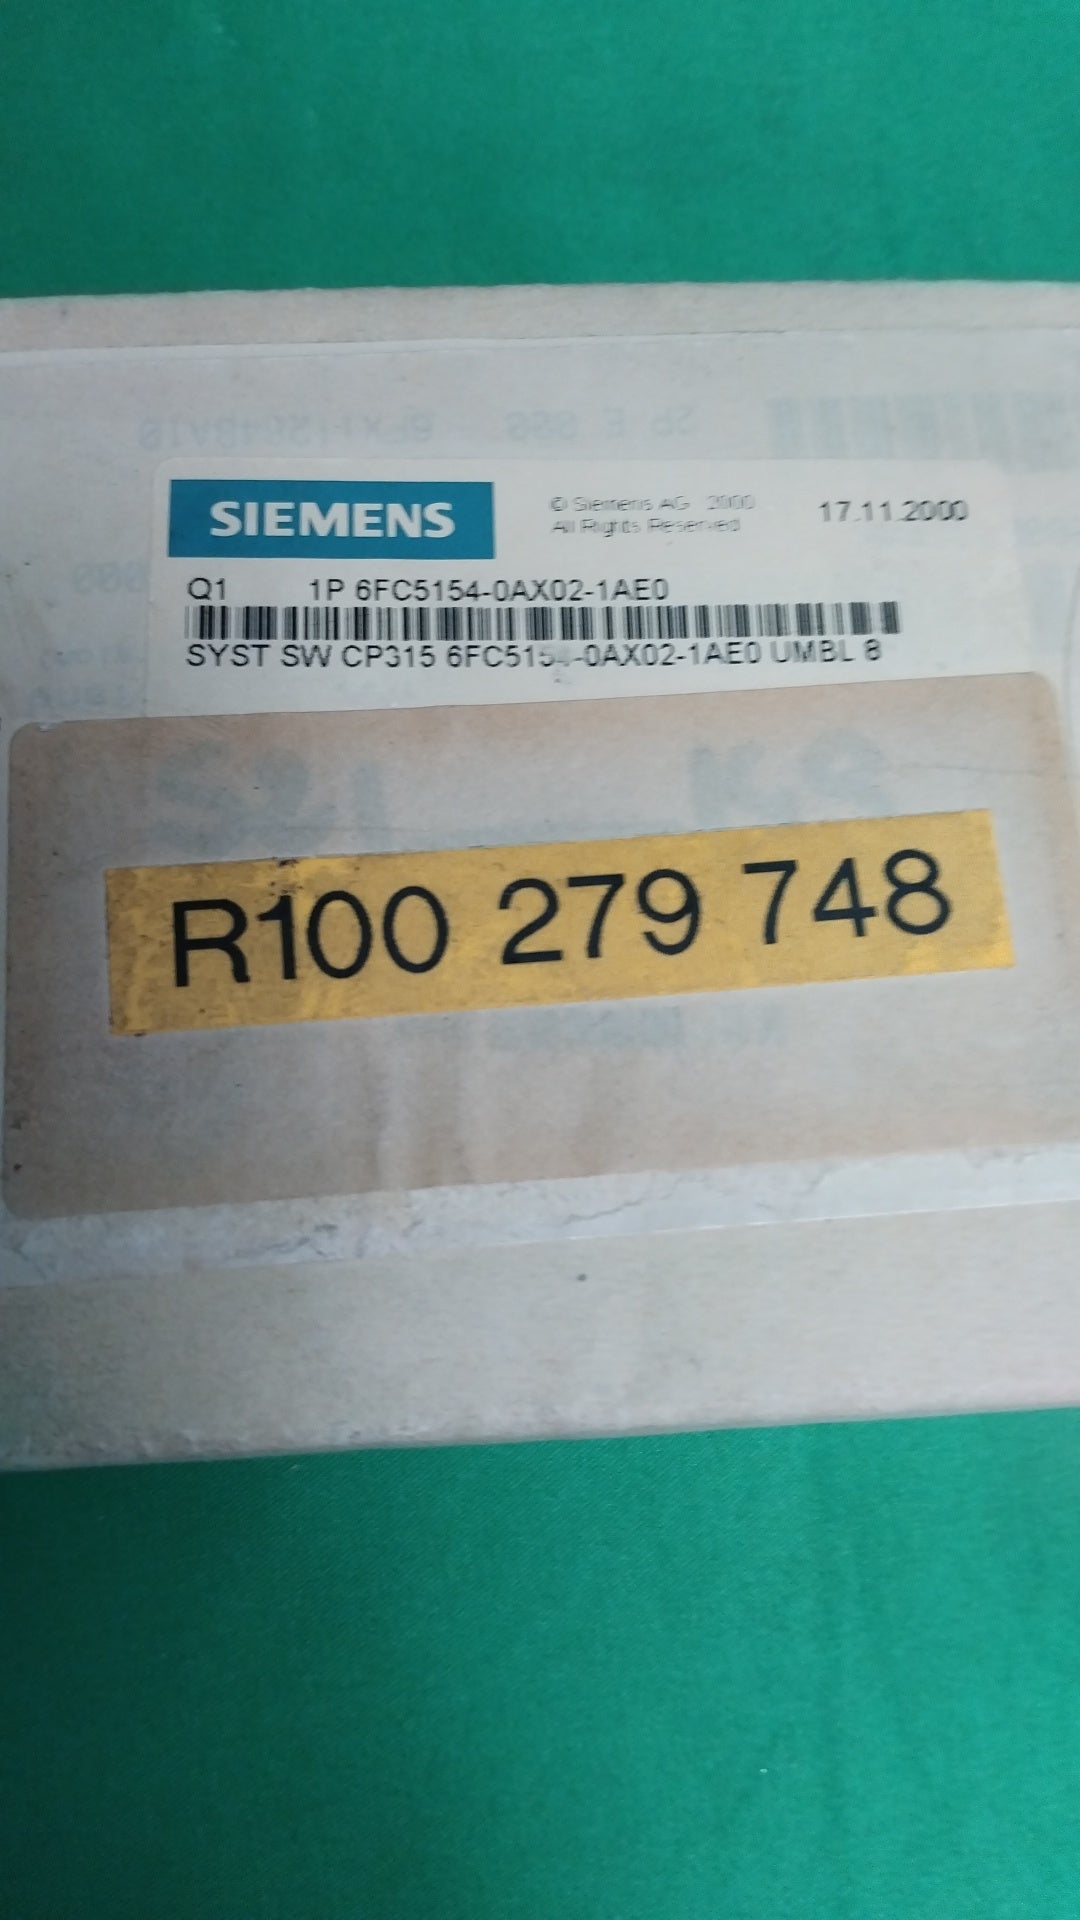 SIEMENS
© Siemens AG 2000
All Rights Reserved
17.11.2000
Q1 1P 6FC5154-0AX02-1AE0
SYST SW CP315 6FC5154-0AX02-1AE0 UMBL 8
R100 279 748